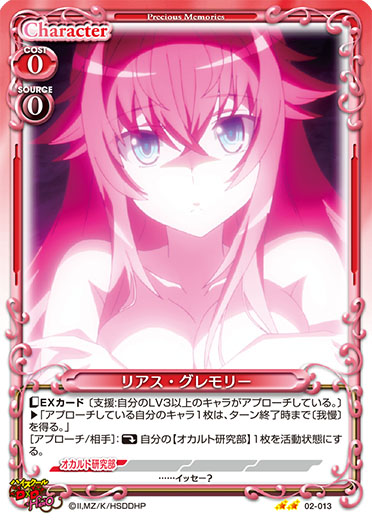 Precious Memories
Character
COST
0
SOURCE
0
リアス・グレモリー
EXカード〔支援:自分のLV3以上のキャラがアプローチしている。〕
▶「アプローチしている自分のキャラ1枚は、ターン終了時まで〔我慢〕
を得る。」
[アプローチ/相手]: 自分の【オカルト研究部】1枚を活動状態にす
る。
オカルト研究部
……イッセー?
©II,MZ/K/HSDDHP
02-013